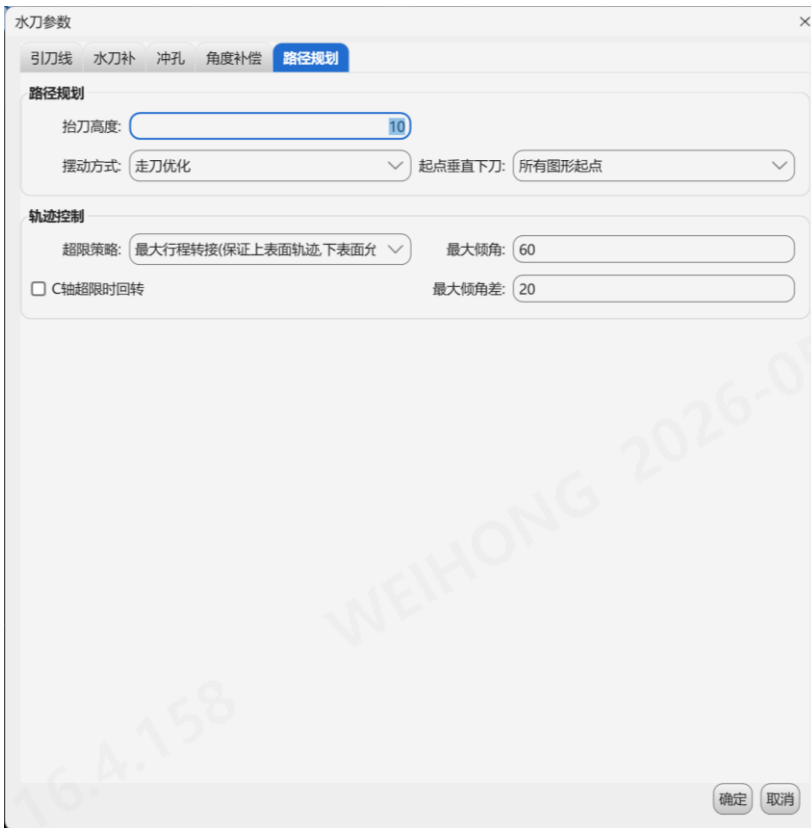 水刀参数
引刀线 水刀补 冲孔 角度补偿 路径规划
路径规划
抬刀高度: 10
摆动方式: 走刀优化 起点垂直下刀: 所有图形起点
轨迹控制
超限策略: 最大行程转接(保证上表面轨迹,下表面允 最大倾角: 60
C轴超限时回转 最大倾角差: 20
WEIHONG 2026-05
16.4.158
确定 取消